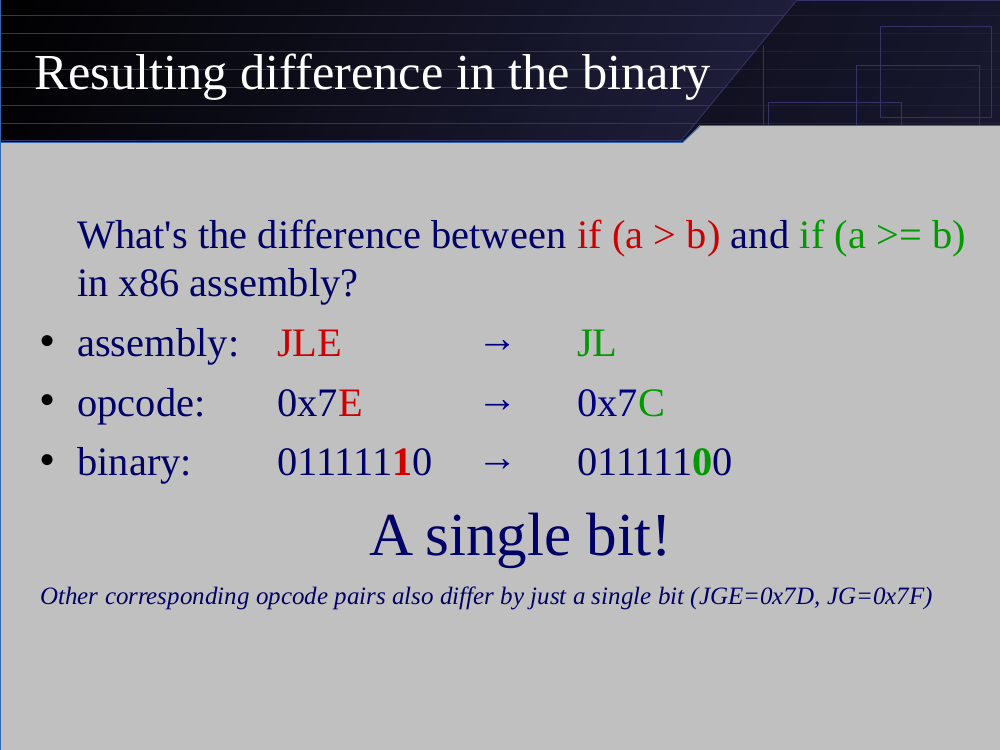 Resulting difference in the binary
What's the difference between if (a > b) and if (a >= b)
in x86 assembly?
• assembly: JLE → JL
• opcode: 0x7E → 0x7C
• binary: 01111110 → 01111100
A single bit!
Other corresponding opcode pairs also differ by just a single bit (JGE=0x7D, JG=0x7F)